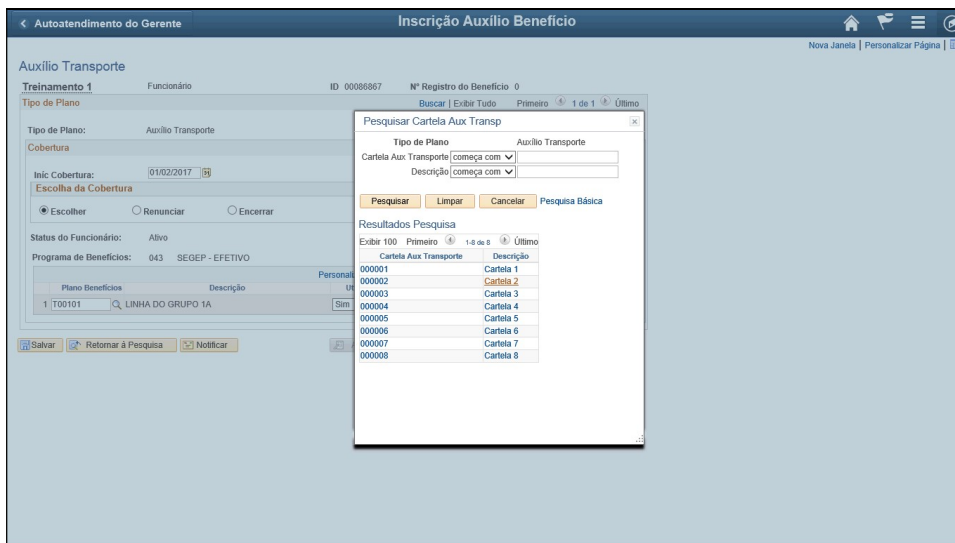 Autoatendimento do Gerente
Inscrição Auxílio Benefício
Nova Janela | Personalizar Página |
Auxílio Transporte
Treinamento 1 Funcionário ID 00086867 Nº Registro do Benefício 0
Tipo de Plano Buscar | Exibir Tudo Primeiro 1 de 1 Último
Tipo de Plano: Auxílio Transporte
Cobertura
Iníc Cobertura: 01/02/2017
Escolha da Cobertura
Escolher Renunciar Encerrar
Status do Funcionário: Ativo
Programa de Benefícios: 043 SEGEP - EFETIVO
Plano Benefícios Descrição
1 T00101 LINHA DO GRUPO 1A Sim
Salvar Retornar à Pesquisa Notificar
Pesquisar Cartela Aux Transp
Tipo de Plano Auxílio Transporte
Cartela Aux Transporte começa com
Descrição começa com
Pesquisar Limpar Cancelar Pesquisa Básica
Resultados Pesquisa
Exibir 100 Primeiro 1-8 de 8 Último
Cartela Aux Transporte Descrição
000001 Cartela 1
000002 Cartela 2
000003 Cartela 3
000004 Cartela 4
000005 Cartela 5
000006 Cartela 6
000007 Cartela 7
000008 Cartela 8